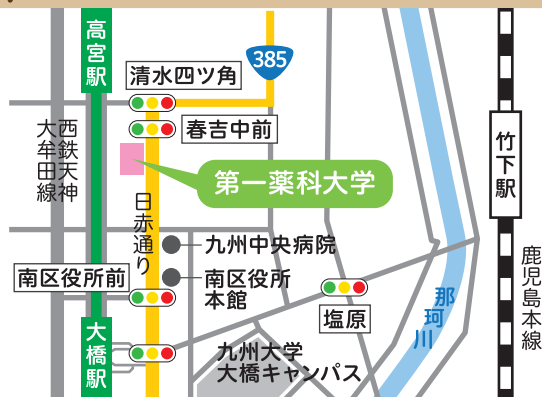 高宮駅
385
清水四ツ角
春吉中前
西鉄天神
大牟田線
第一薬科大学
竹下駅
日赤通り
九州中央病院
南区役所前
南区役所
本館
鹿児島本線
那珂川
塩原
大橋駅
九州大学
大橋キャンパス